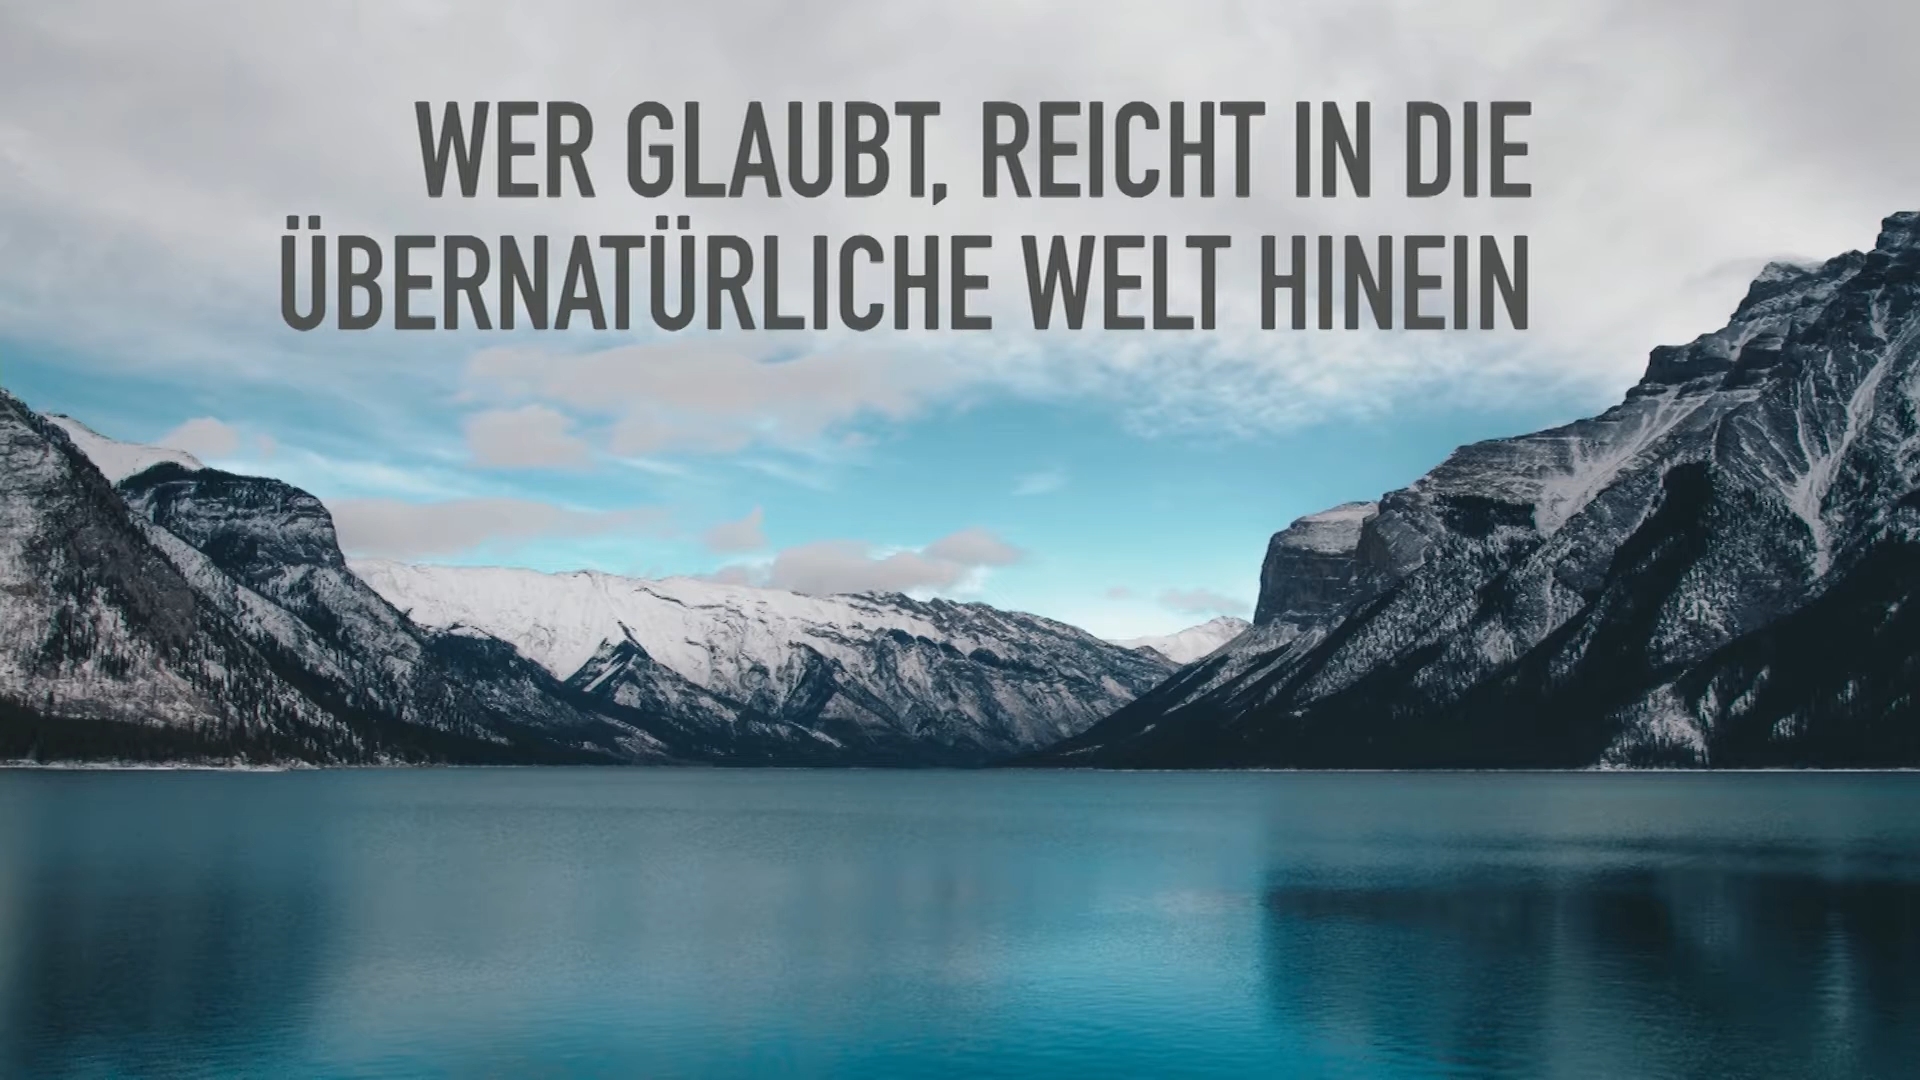 WER GLAUBT, REICHT IN DIE
ÜBERNATÜRLICHE WELT HINEIN